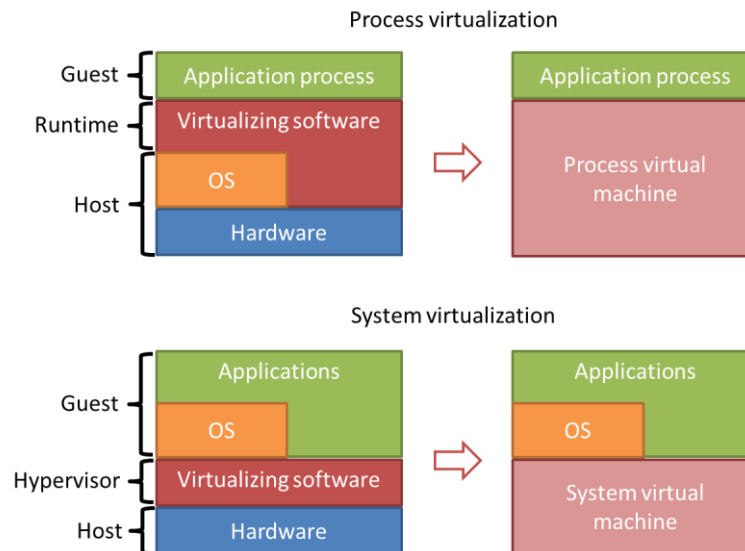 Process virtualization
Guest
Application process
Application process
Runtime
Virtualizing software
OS
Process virtual
machine
Host
Hardware
System virtualization
Applications
Applications
Guest
OS
OS
Hypervisor
Virtualizing software
System virtual
machine
Host
Hardware